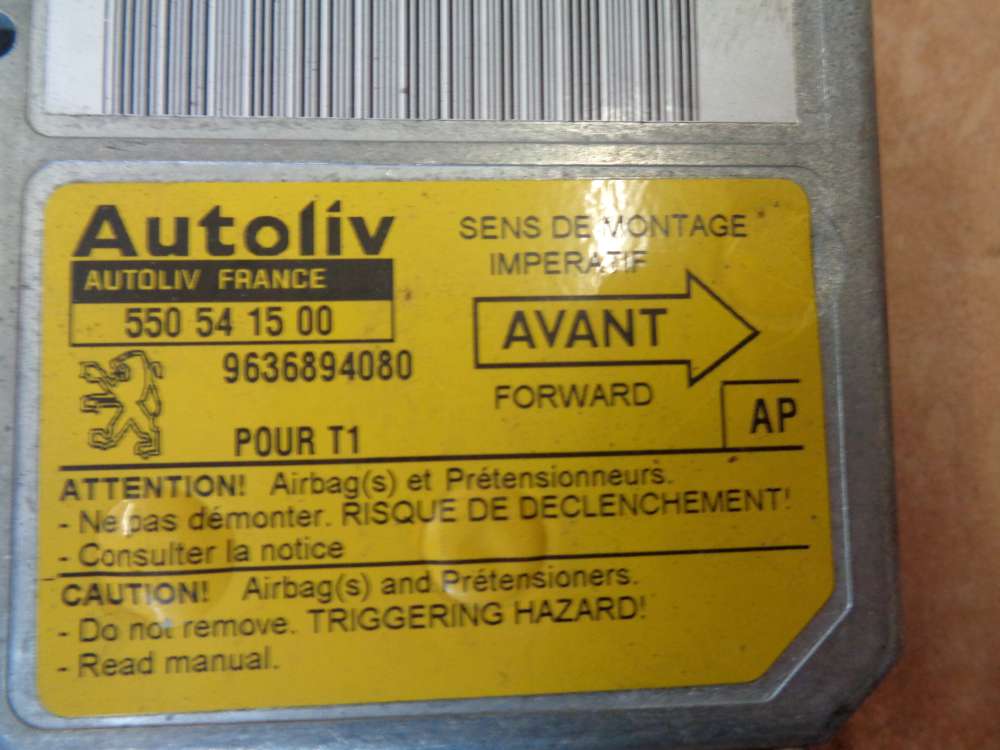 Autoliv
AUTOLIV FRANCE
550 54 15 00
9636894080
POUR T1
SENS DE MONTAGE
IMPERATIF
AVANT
FORWARD
AP
ATTENTION! Airbag(s) et Prétensionneurs.
- Ne pas démonter. RISQUE DE DECLENCHEMENT!
- Consulter la notice
CAUTION! Airbag(s) and Prétensioners.
- Do not remove. TRIGGERING HAZARD!
- Read manual.